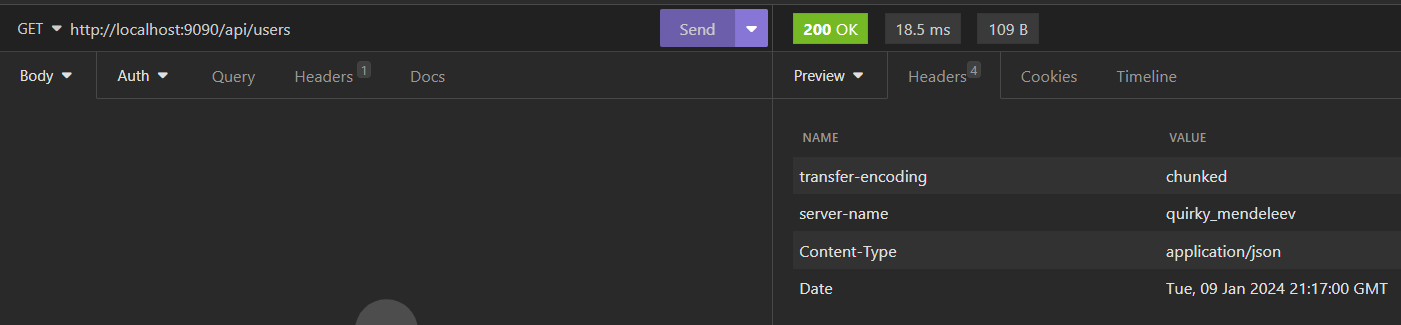 GET http://localhost:9090/api/users Send 200 OK 18.5 ms 109 B
Body Auth Query Headers 1 Docs Preview Headers 4 Cookies Timeline
NAME VALUE
transfer-encoding chunked
server-name quirky_mendeleev
Content-Type application/json
Date Tue, 09 Jan 2024 21:17:00 GMT